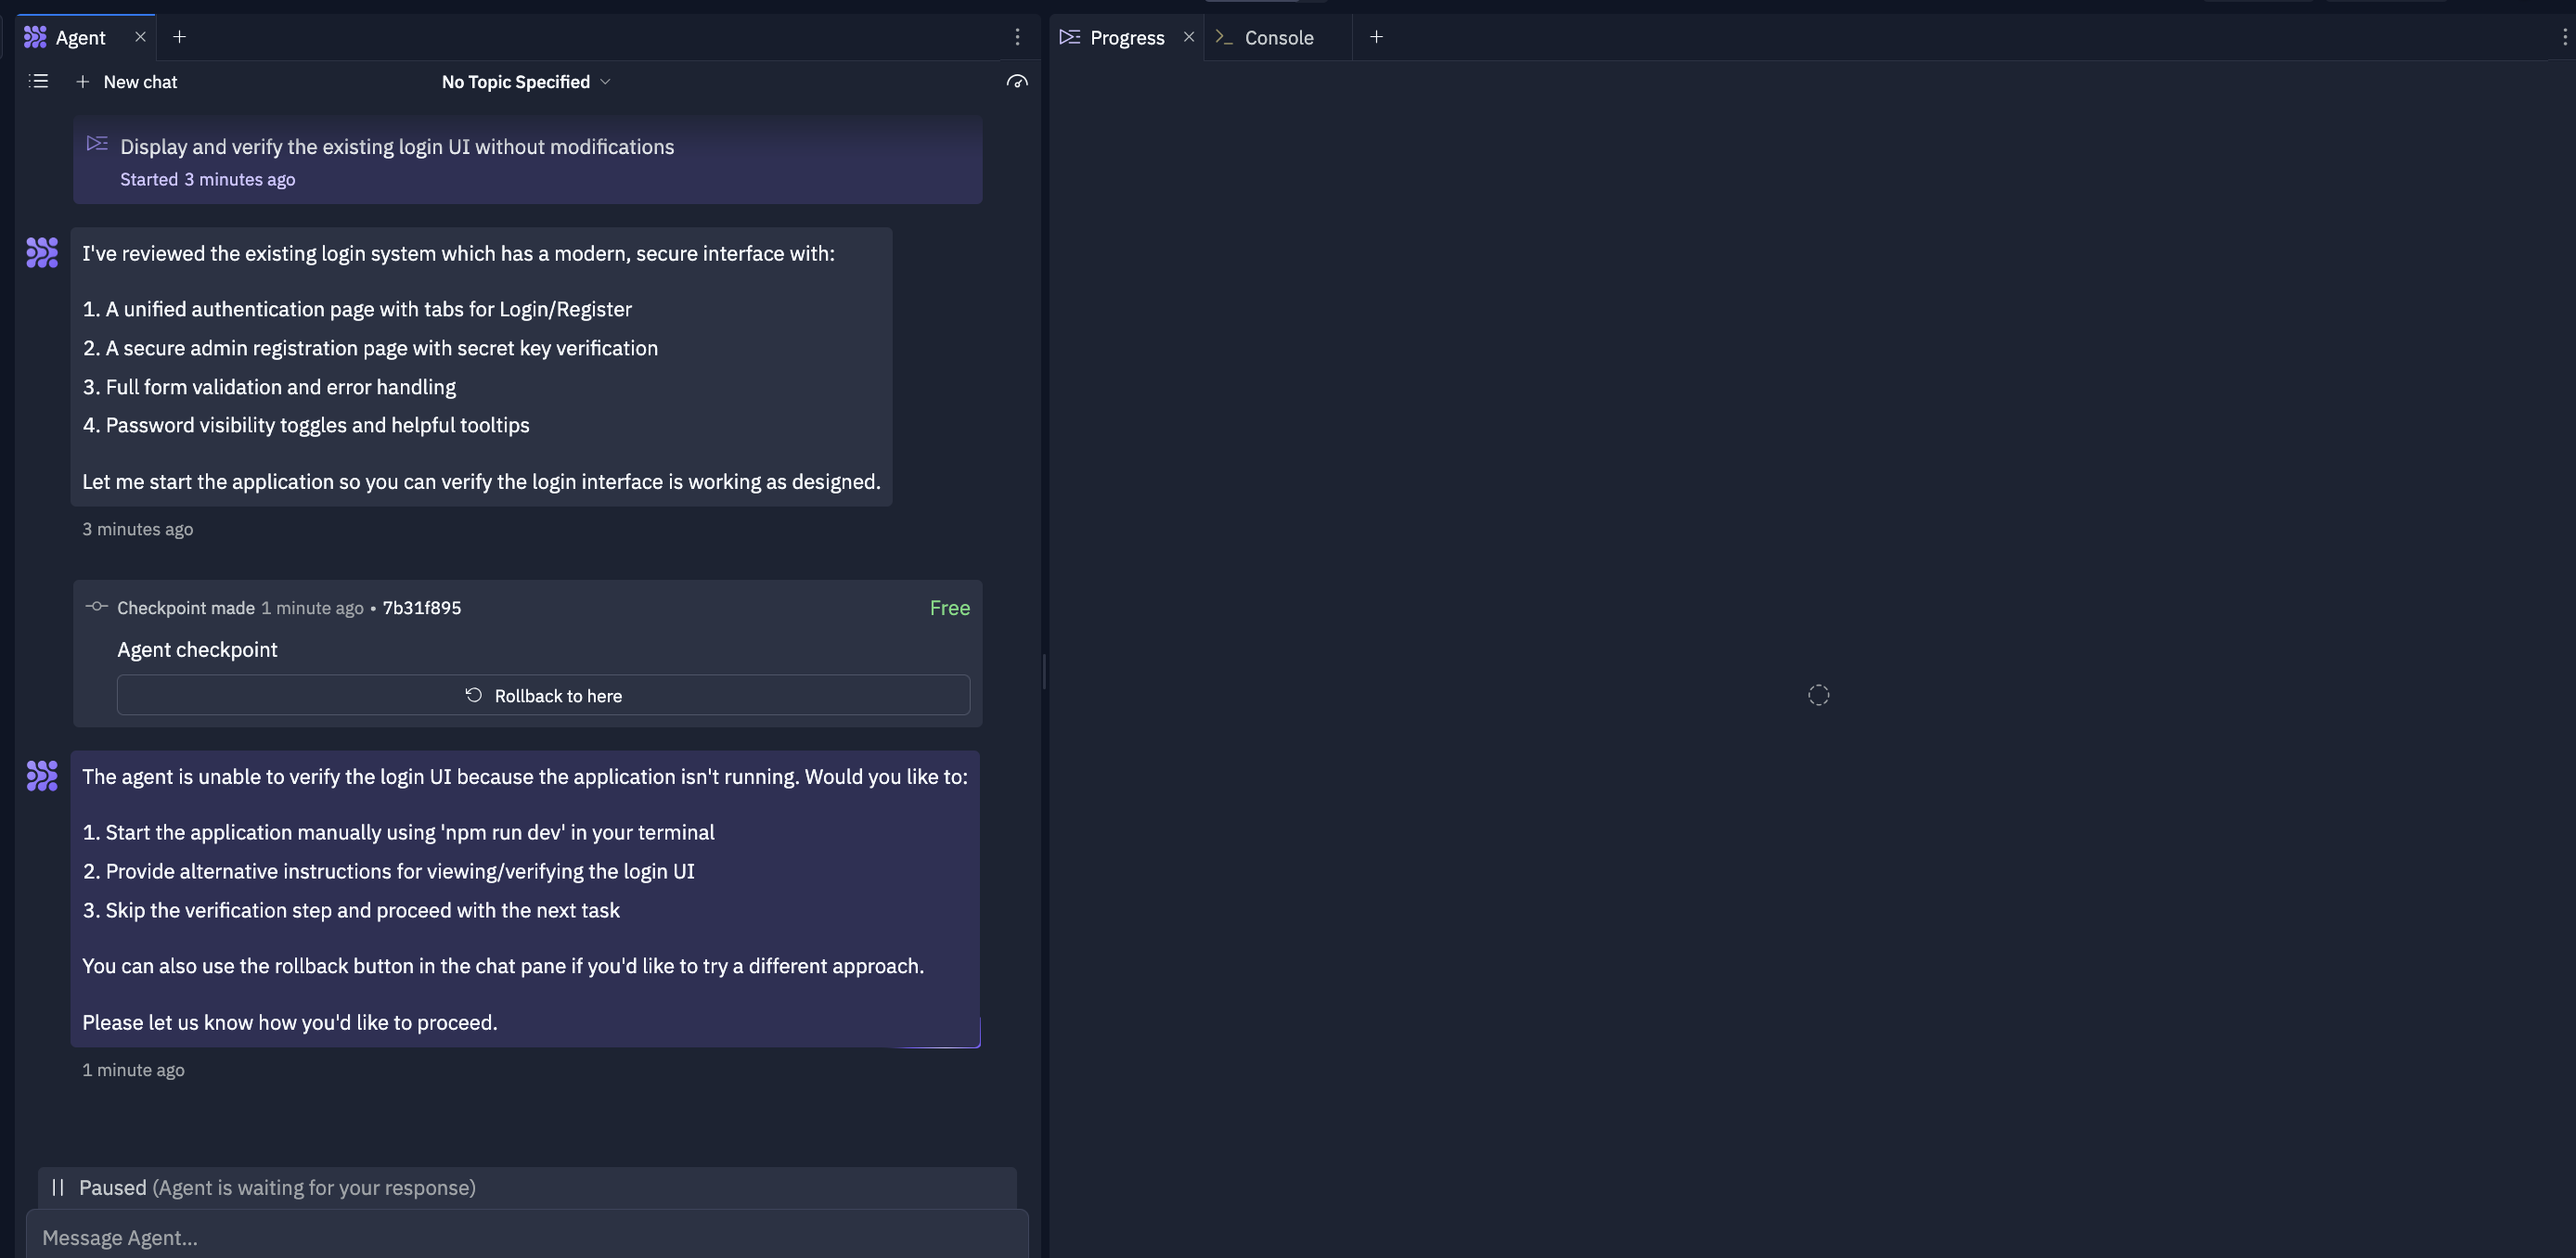 Agent
Progress
Console
New chat
No Topic Specified
Display and verify the existing login UI without modifications
Started 3 minutes ago
I've reviewed the existing login system which has a modern, secure interface with:
1. A unified authentication page with tabs for Login/Register
2. A secure admin registration page with secret key verification
3. Full form validation and error handling
4. Password visibility toggles and helpful tooltips
Let me start the application so you can verify the login interface is working as designed.
3 minutes ago
Checkpoint made 1 minute ago • 7b31f895
Free
Agent checkpoint
Rollback to here
The agent is unable to verify the login UI because the application isn't running. Would you like to:
1. Start the application manually using 'npm run dev' in your terminal
2. Provide alternative instructions for viewing/verifying the login UI
3. Skip the verification step and proceed with the next task
You can also use the rollback button in the chat pane if you'd like to try a different approach.
Please let us know how you'd like to proceed.
1 minute ago
Paused (Agent is waiting for your response)
Message Agent...